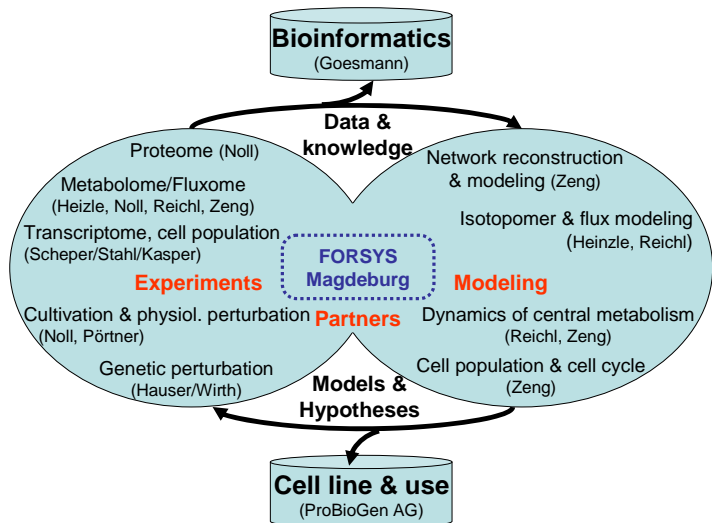 Bioinformatics
(Goesmann)
Data &
knowledge
Proteome (Noll)
Metabolome/Fluxome
(Heizle, Noll, Reichl, Zeng)
Transcriptome, cell population
(Scheper/Stahl/Kasper)
Experiments
Cultivation & physiol. perturbation
(Noll, Pörtner)
Genetic perturbation
(Hauser/Wirth)
FORSYS
Magdeburg
Partners
Network reconstruction
& modeling (Zeng)
Isotopomer & flux modeling
(Heinzle, Reichl)
Modeling
Dynamics of central metabolism
(Reichl, Zeng)
Cell population & cell cycle
(Zeng)
Models &
Hypotheses
Cell line & use
(ProBioGen AG)